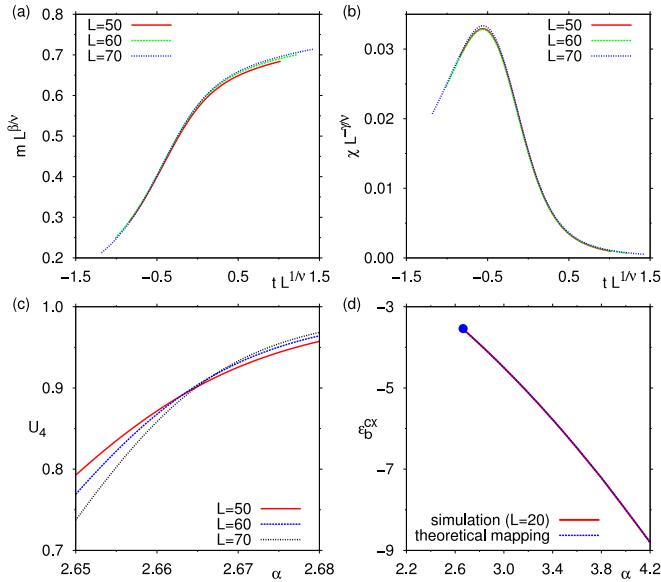 (a)
L=50
L=60
L=70
0.8
0.7
0.6
0.5
0.4
0.3
0.2
m L^{β/ν}
−1.5 −0.5 0.5 1.5
t L^{1/ν}
(b)
L=50
L=60
L=70
0.03
0.02
0.01
0.00
χ L^{−γ/ν}
−1.5 −0.5 0.5 1.5
t L^{1/ν}
(c)
1.0
0.9
0.8
0.7
U_4
L=50
L=60
L=70
2.65 2.66 2.67 2.68
α
(d)
−3
−5
−7
−9
ε_b^{cx}
simulation (L=20)
theoretical mapping
2.2 2.6 3.0 3.4 3.8 4.2
α